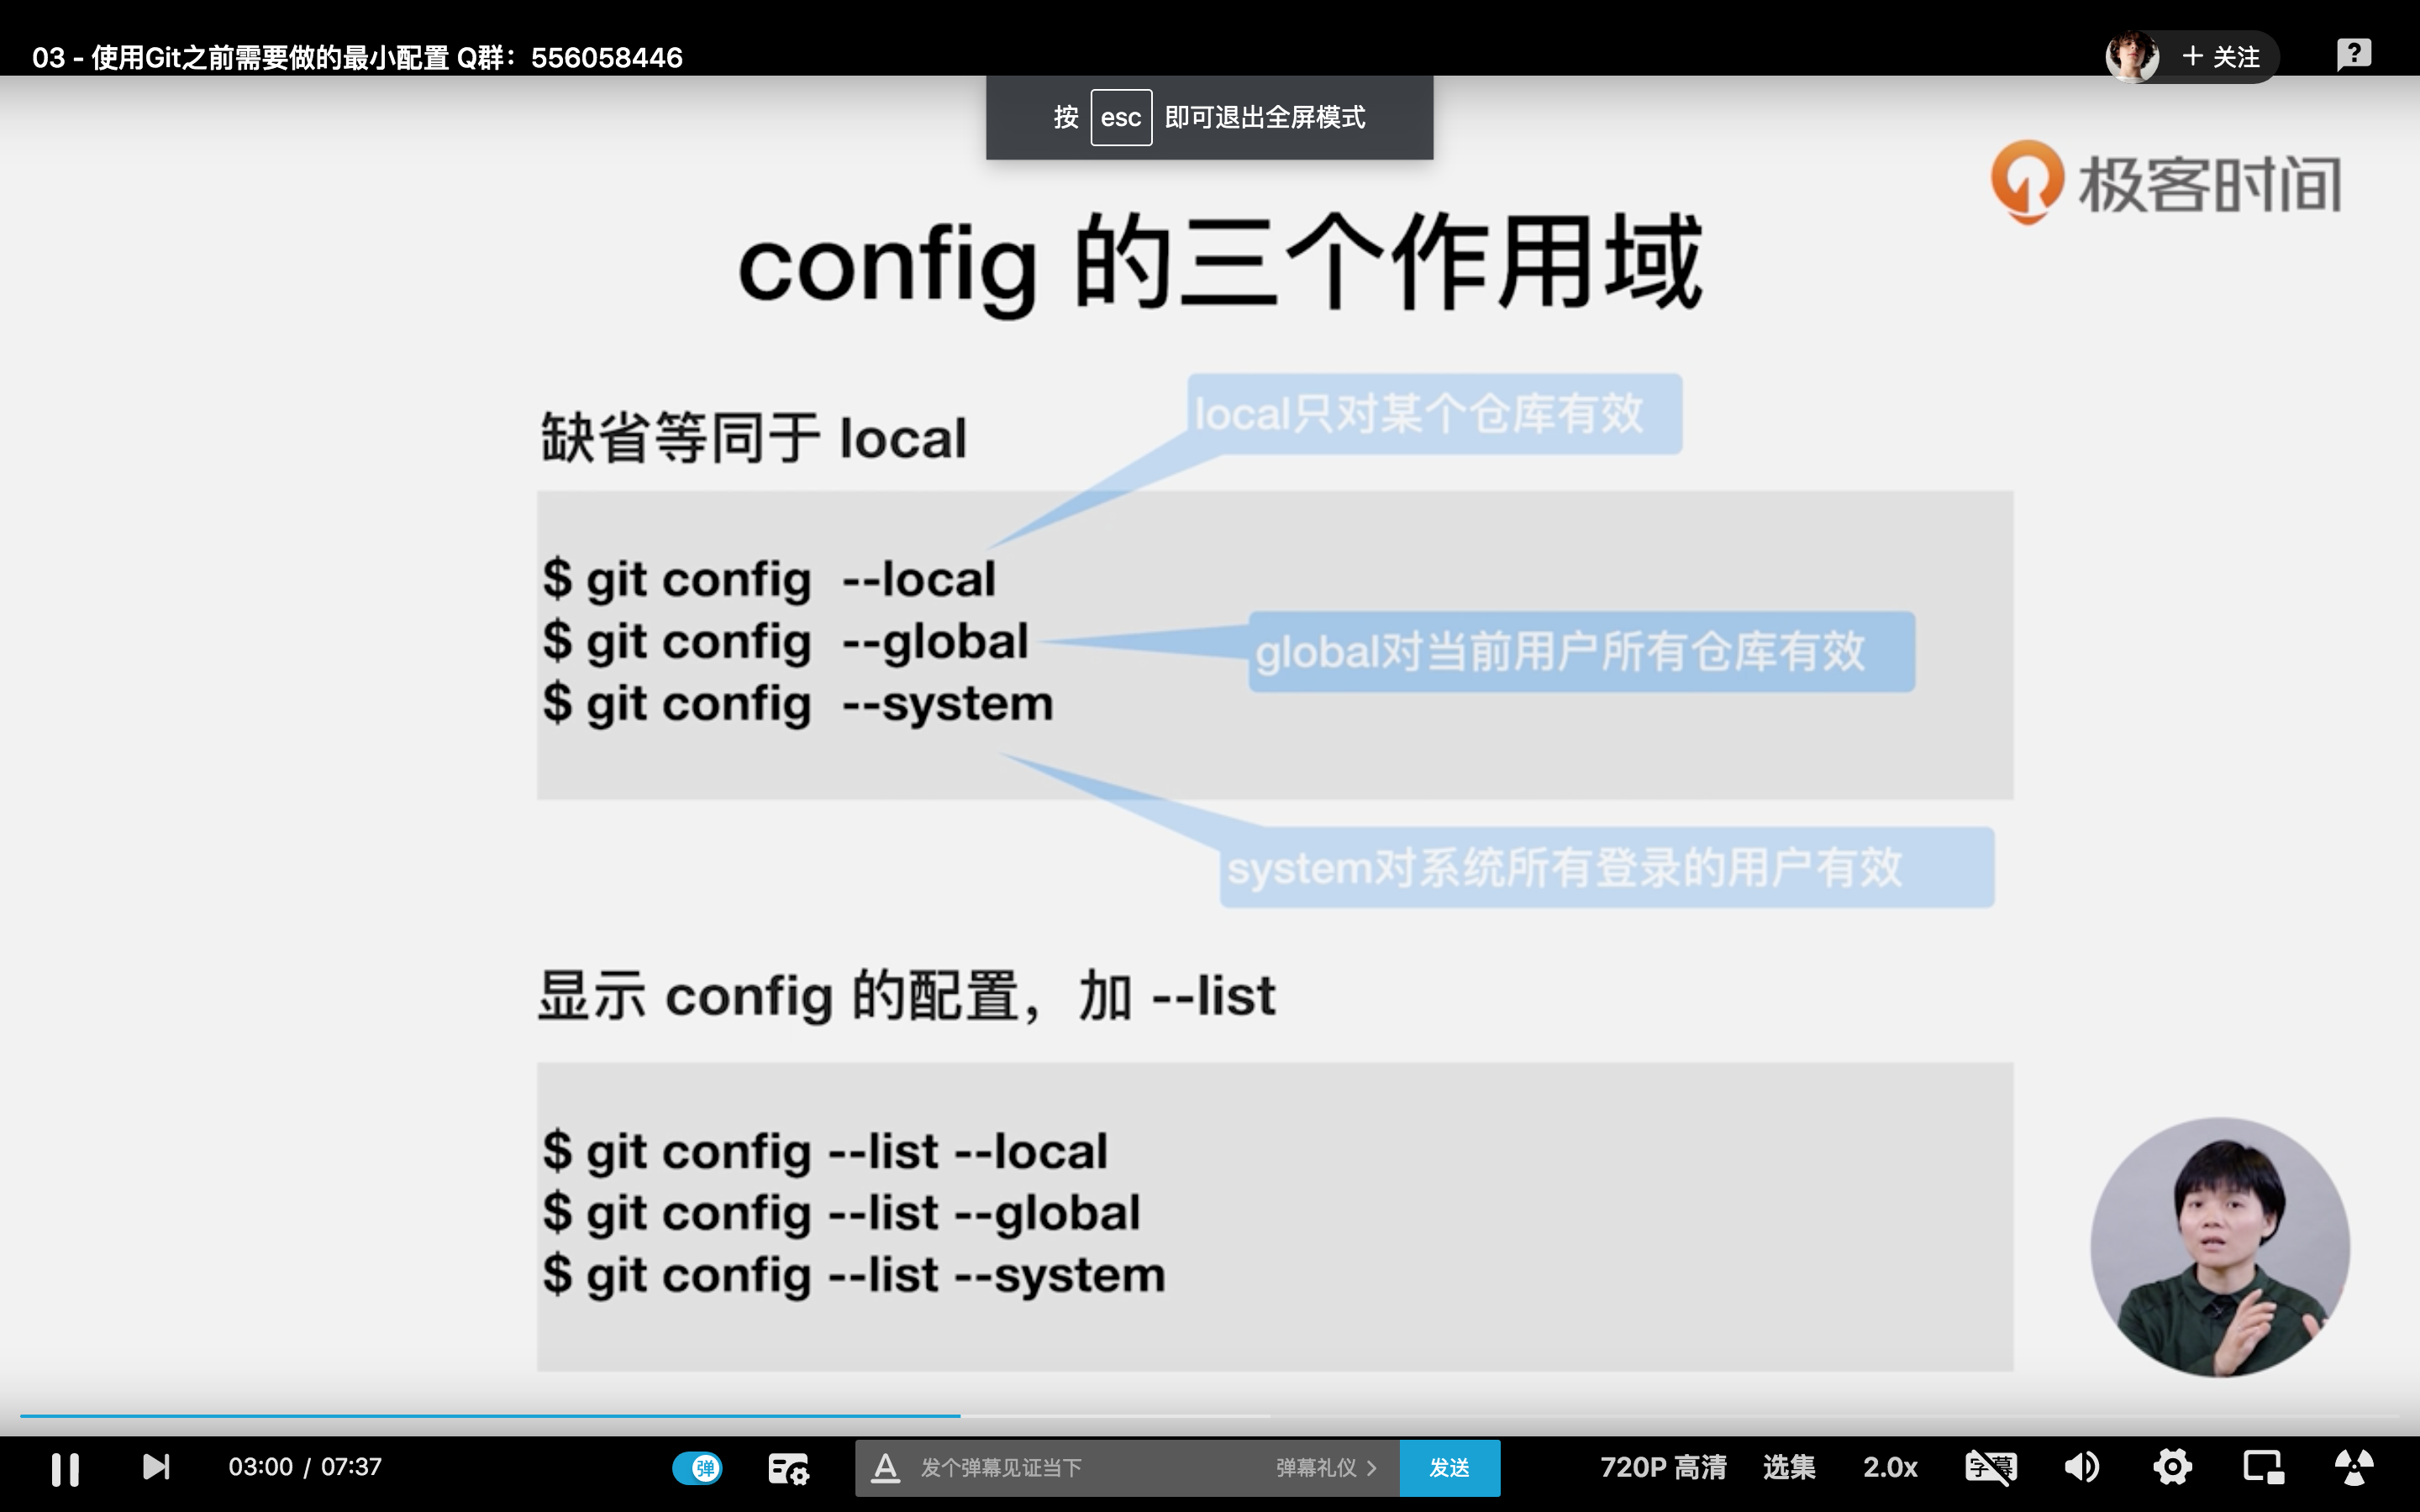 03 - 使用Git之前需要做的最小配置 Q群：556058446
+ 关注
?
按 esc 即可退出全屏模式
极客时间
config 的三个作用域
local只对某个仓库有效
缺省等同于 local
$ git config --local
$ git config --global
global对当前用户所有仓库有效
$ git config --system
system对系统所有登录的用户有效
显示 config 的配置，加 --list
$ git config --list --local
$ git config --list --global
$ git config --list --system
03:00 / 07:37
弹
A 发个弹幕见证当下
弹幕礼仪 >
发送
720P 高清
选集
2.0x
字幕